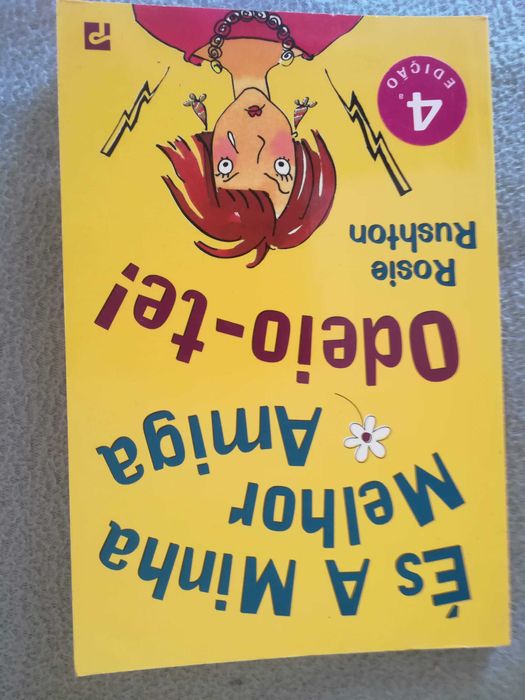 És A Minha
Melhor
Amiga
Odeio-te!
Rosie
Rushton
4.ª
EDIÇÃO